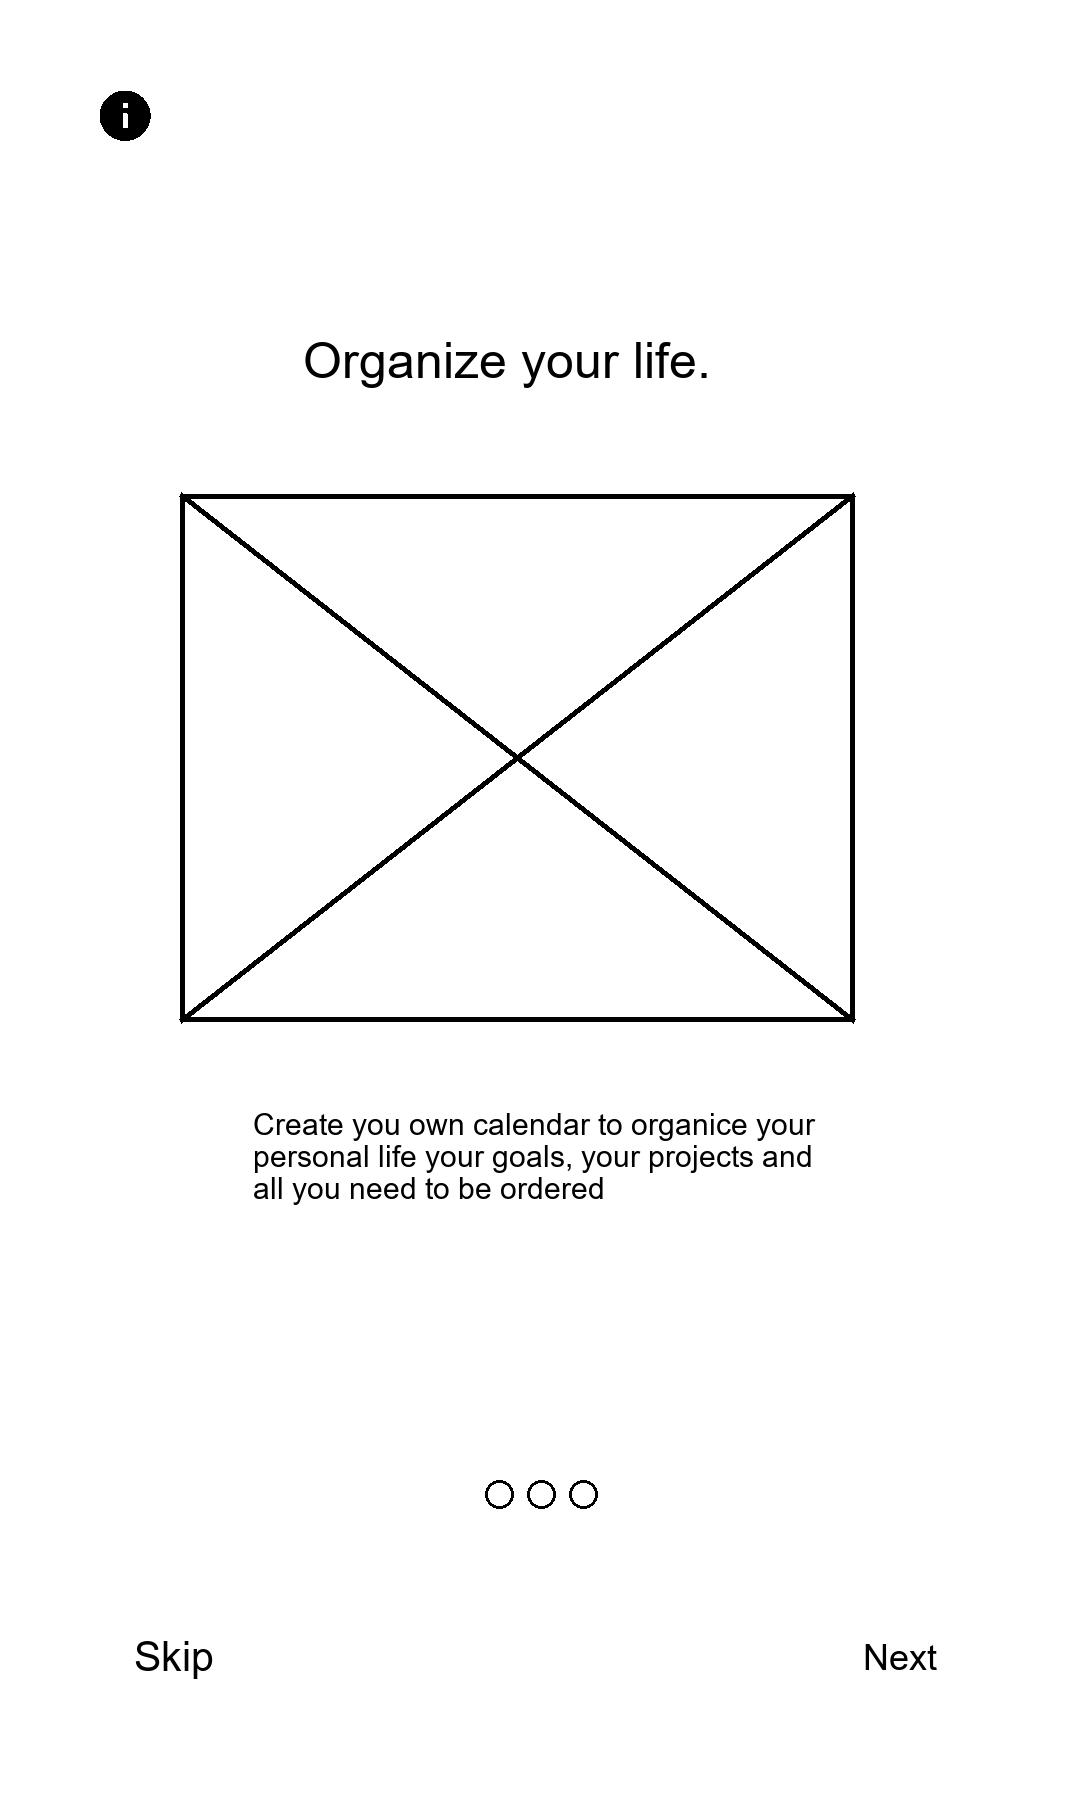 i
Organize your life.
Create you own calendar to organice your
personal life your goals, your projects and
all you need to be ordered
Skip
Next